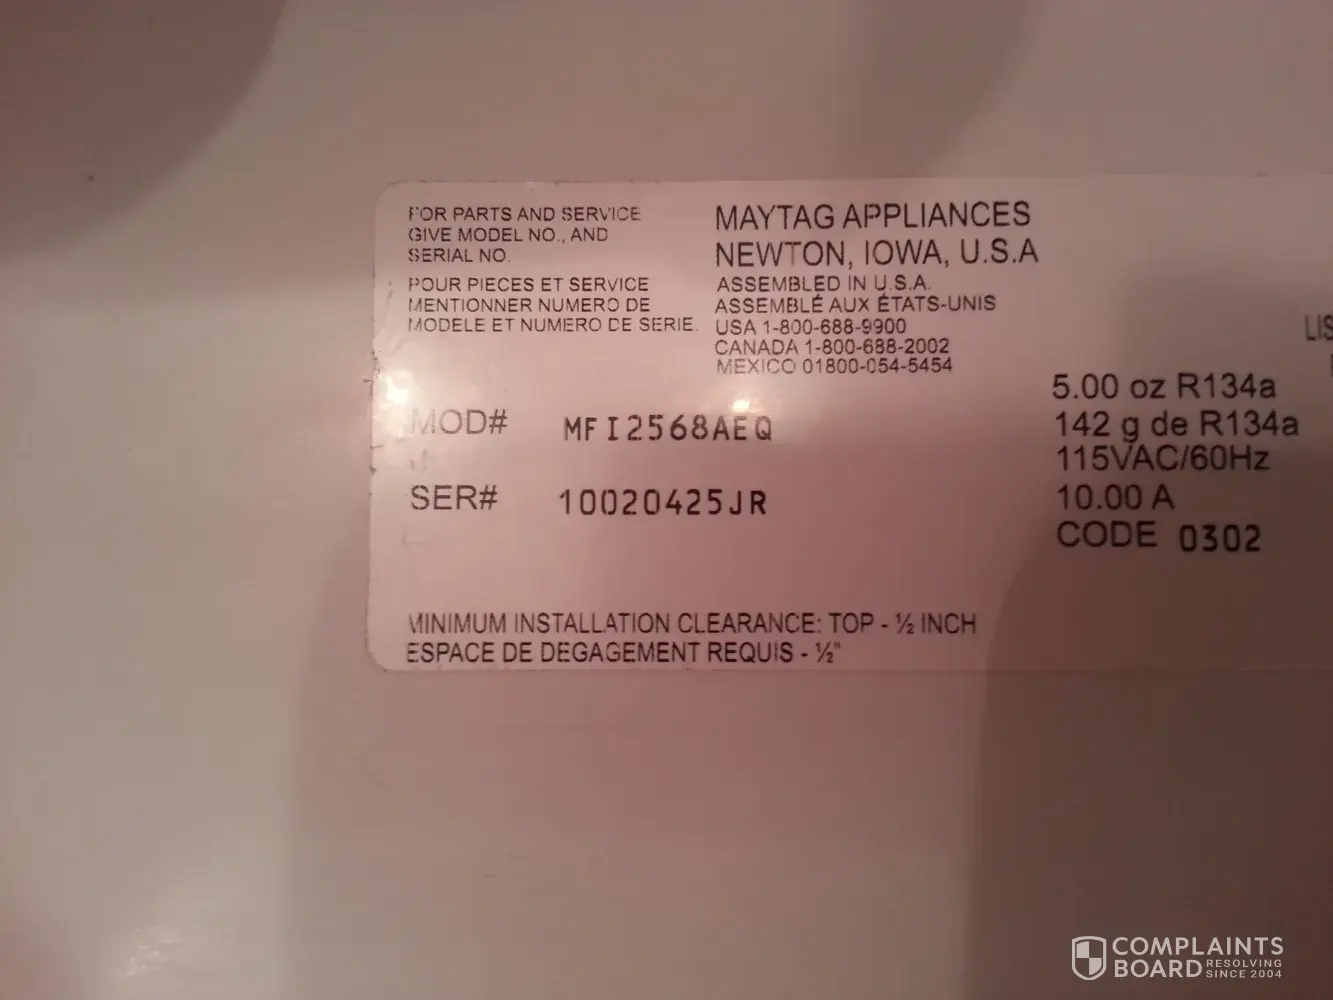 FOR PARTS AND SERVICE
GIVE MODEL NO., AND
SERIAL NO.
POUR PIECES ET SERVICE
MENTIONNER NUMERO DE
MODELE ET NUMERO DE SERIE.
MAYTAG APPLIANCES
NEWTON, IOWA, U.S.A
ASSEMBLED IN U.S.A.
ASSEMBLÉ AUX ÉTATS-UNIS
USA 1-800-688-9900
CANADA 1-800-688-2002
MEXICO 01800-054-5454
MOD# MFI2568AEQ
SER# 10020425JR
LIS
5.00 oz R134a
142 g de R134a
115VAC/60Hz
10.00 A
CODE 0302
MINIMUM INSTALLATION CLEARANCE: TOP - ½ INCH
ESPACE DE DEGAGEMENT REQUIS - ½"
COMPLAINTS
BOARD RESOLVING
SINCE 2004